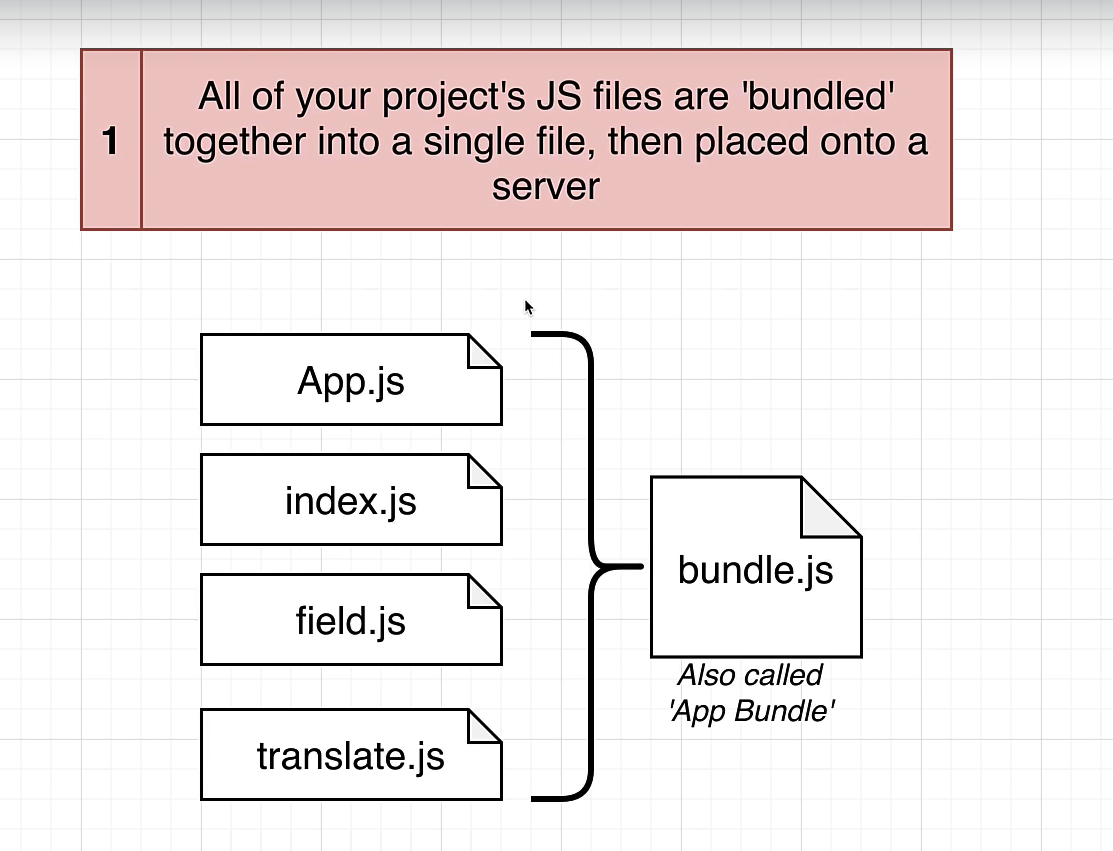 1
All of your project's JS files are 'bundled'
together into a single file, then placed onto a
server
App.js
index.js
field.js
translate.js
bundle.js
Also called
'App Bundle'